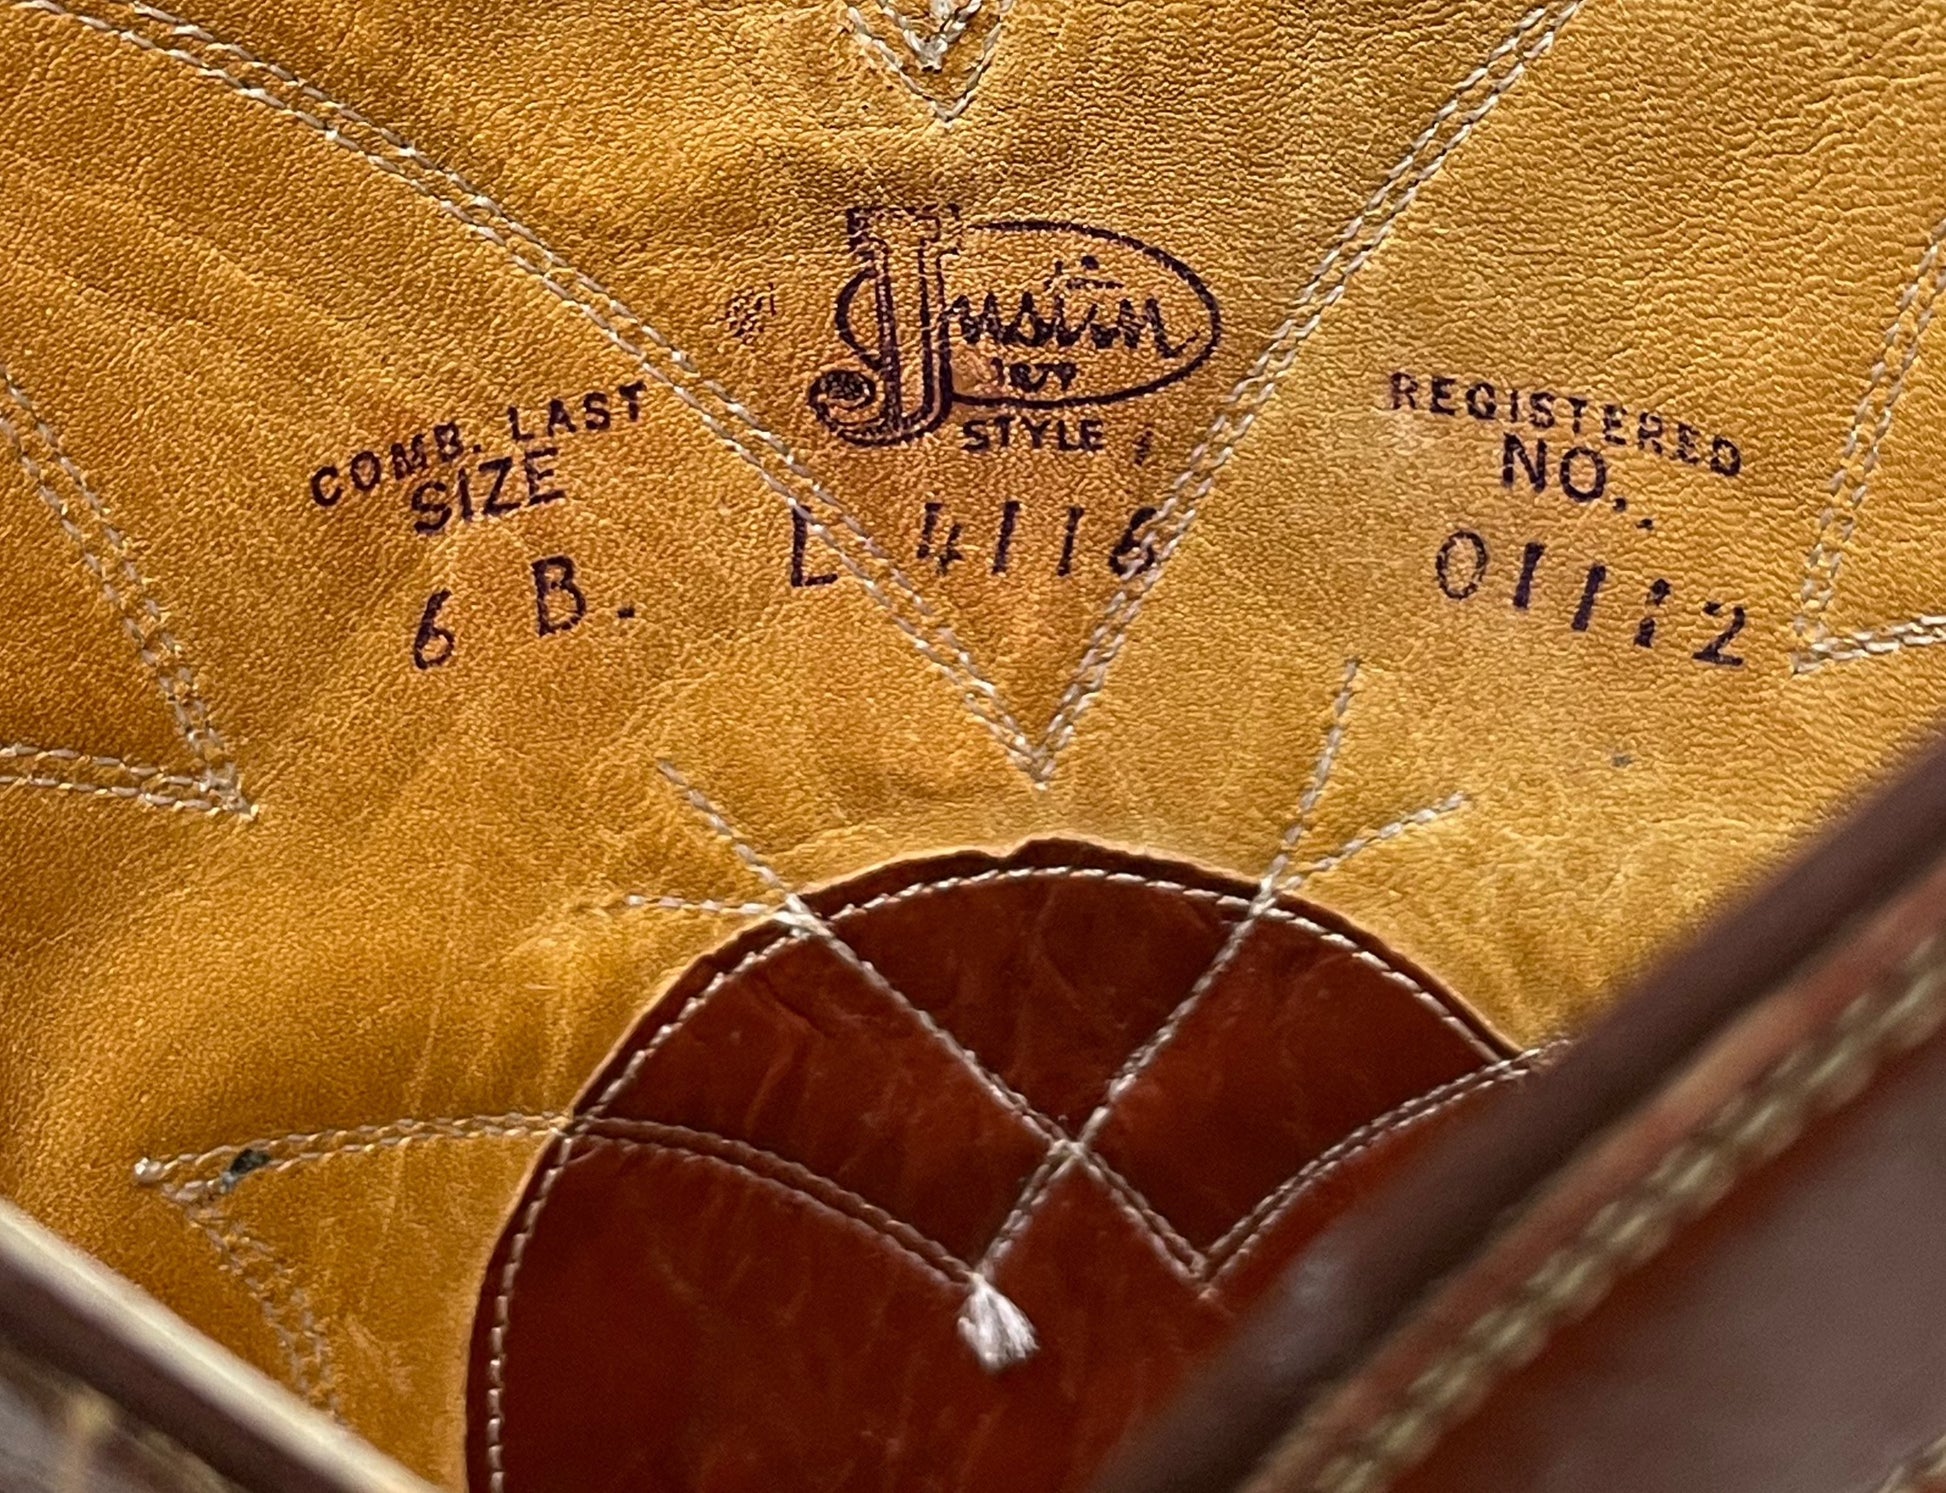 Justin
1879
STYLE
L 4116
COMB. LAST
SIZE
6 B.
REGISTERED
NO.
01112